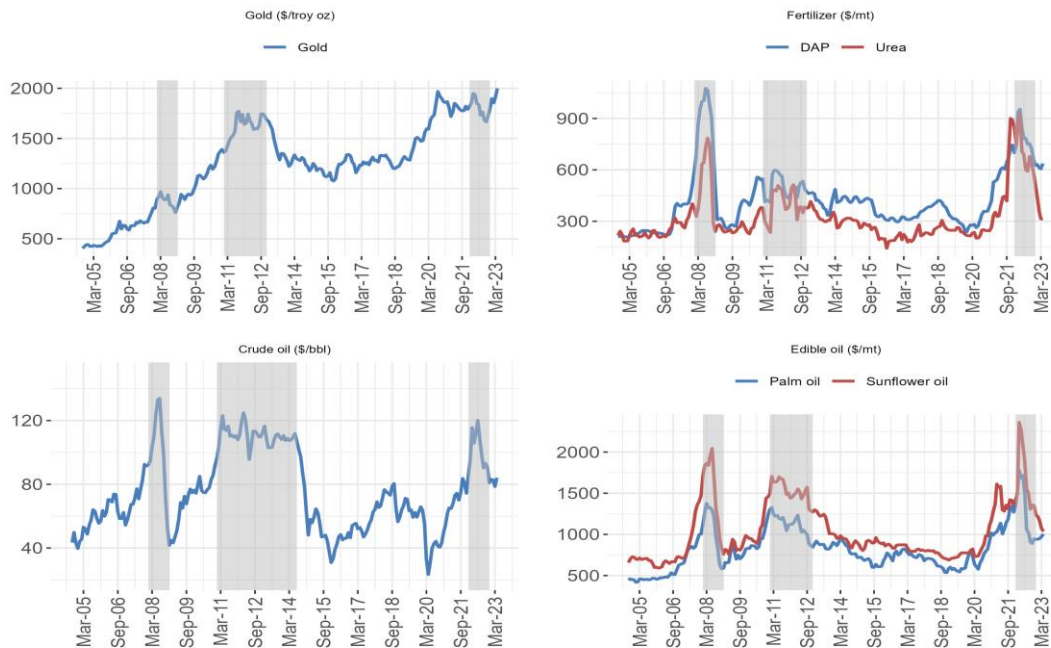 Gold ($/troy oz)
Gold
2000
1500
1000
500
Mar-05
Sep-06
Mar-08
Sep-09
Mar-11
Sep-12
Mar-14
Sep-15
Mar-17
Sep-18
Mar-20
Sep-21
Mar-23
Fertilizer ($/mt)
DAP Urea
900
600
300
Mar-05
Sep-06
Mar-08
Sep-09
Mar-11
Sep-12
Mar-14
Sep-15
Mar-17
Sep-18
Mar-20
Sep-21
Mar-23
Crude oil ($/bbl)
120
80
40
Mar-05
Sep-06
Mar-08
Sep-09
Mar-11
Sep-12
Mar-14
Sep-15
Mar-17
Sep-18
Mar-20
Sep-21
Mar-23
Edible oil ($/mt)
Palm oil Sunflower oil
2000
1500
1000
500
Mar-05
Sep-06
Mar-08
Sep-09
Mar-11
Sep-12
Mar-14
Sep-15
Mar-17
Sep-18
Mar-20
Sep-21
Mar-23